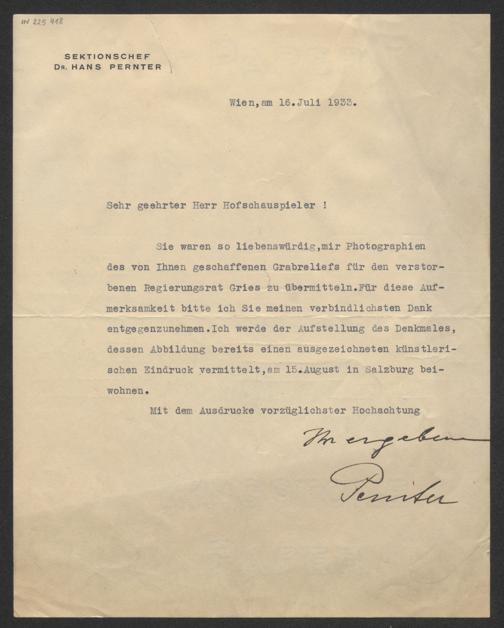 IN 225 418
SEKTIONSCHEF
DR. HANS PERNTER
Wien,am 16.Juli 1933.
Sehr geehrter Herr Hofschauspieler !
Sie waren so liebenswürdig,mir Photographien
des von Ihnen geschaffenen Grabreliefs für den verstor-
benen Regierungsrat Gries zu übermitteln.Für diese Auf-
merksamkeit bitte ich Sie meinen verbindlichsten Dank
entgegenzunehmen.Ich werde der Aufstellung des Denkmales,
dessen Abbildung bereits einen ausgezeichneten künstleri-
schen Eindruck vermittelt,am 15.August in Salzburg bei-
wohnen.
Mit dem Ausdrucke vorzüglichster Hochachtung
Ihr ergebener
Pernter